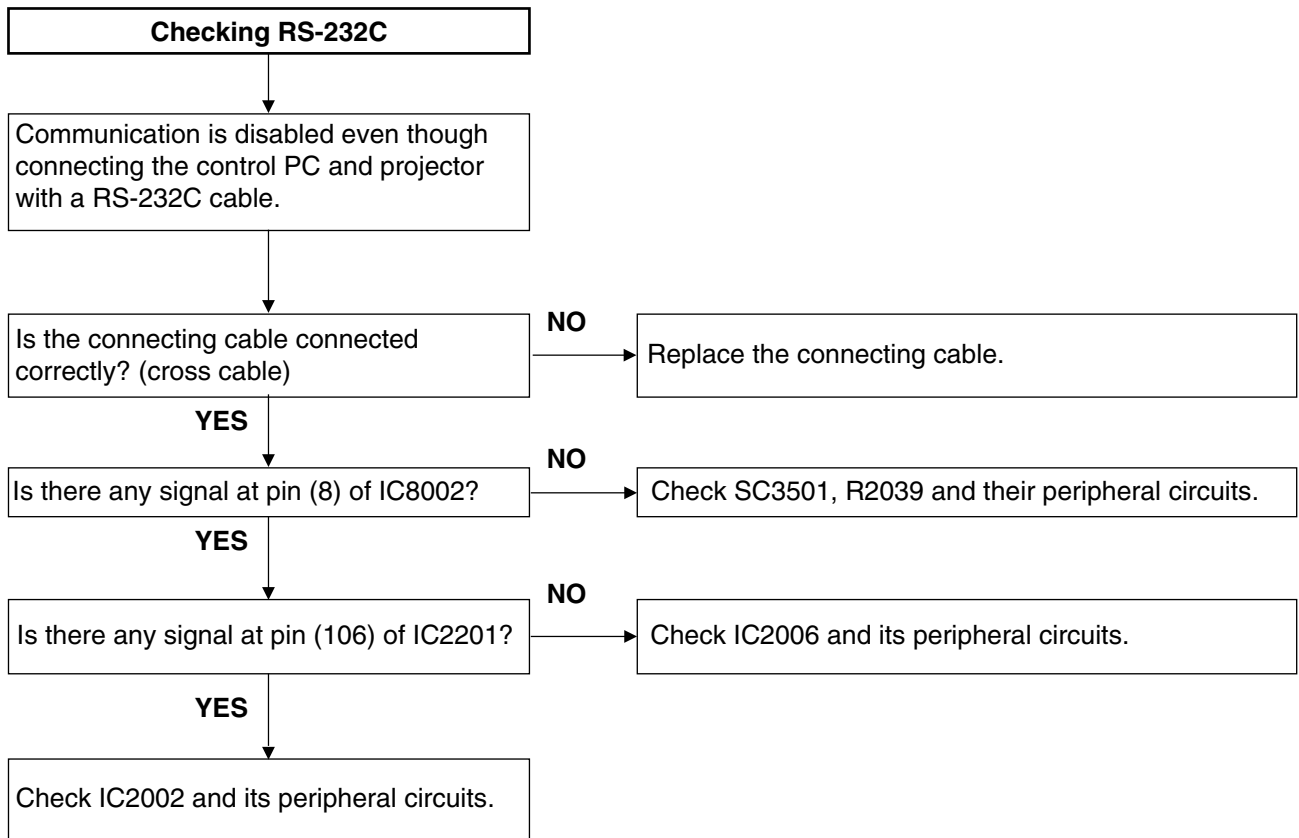 Checking RS-232C
Communication is disabled even though
connecting the control PC and projector
with a RS-232C cable.
Is the connecting cable connected
correctly? (cross cable)
NO
Replace the connecting cable.
YES
Is there any signal at pin (8) of IC8002?
NO
Check SC3501, R2039 and their peripheral circuits.
YES
Is there any signal at pin (106) of IC2201?
NO
Check IC2006 and its peripheral circuits.
YES
Check IC2002 and its peripheral circuits.